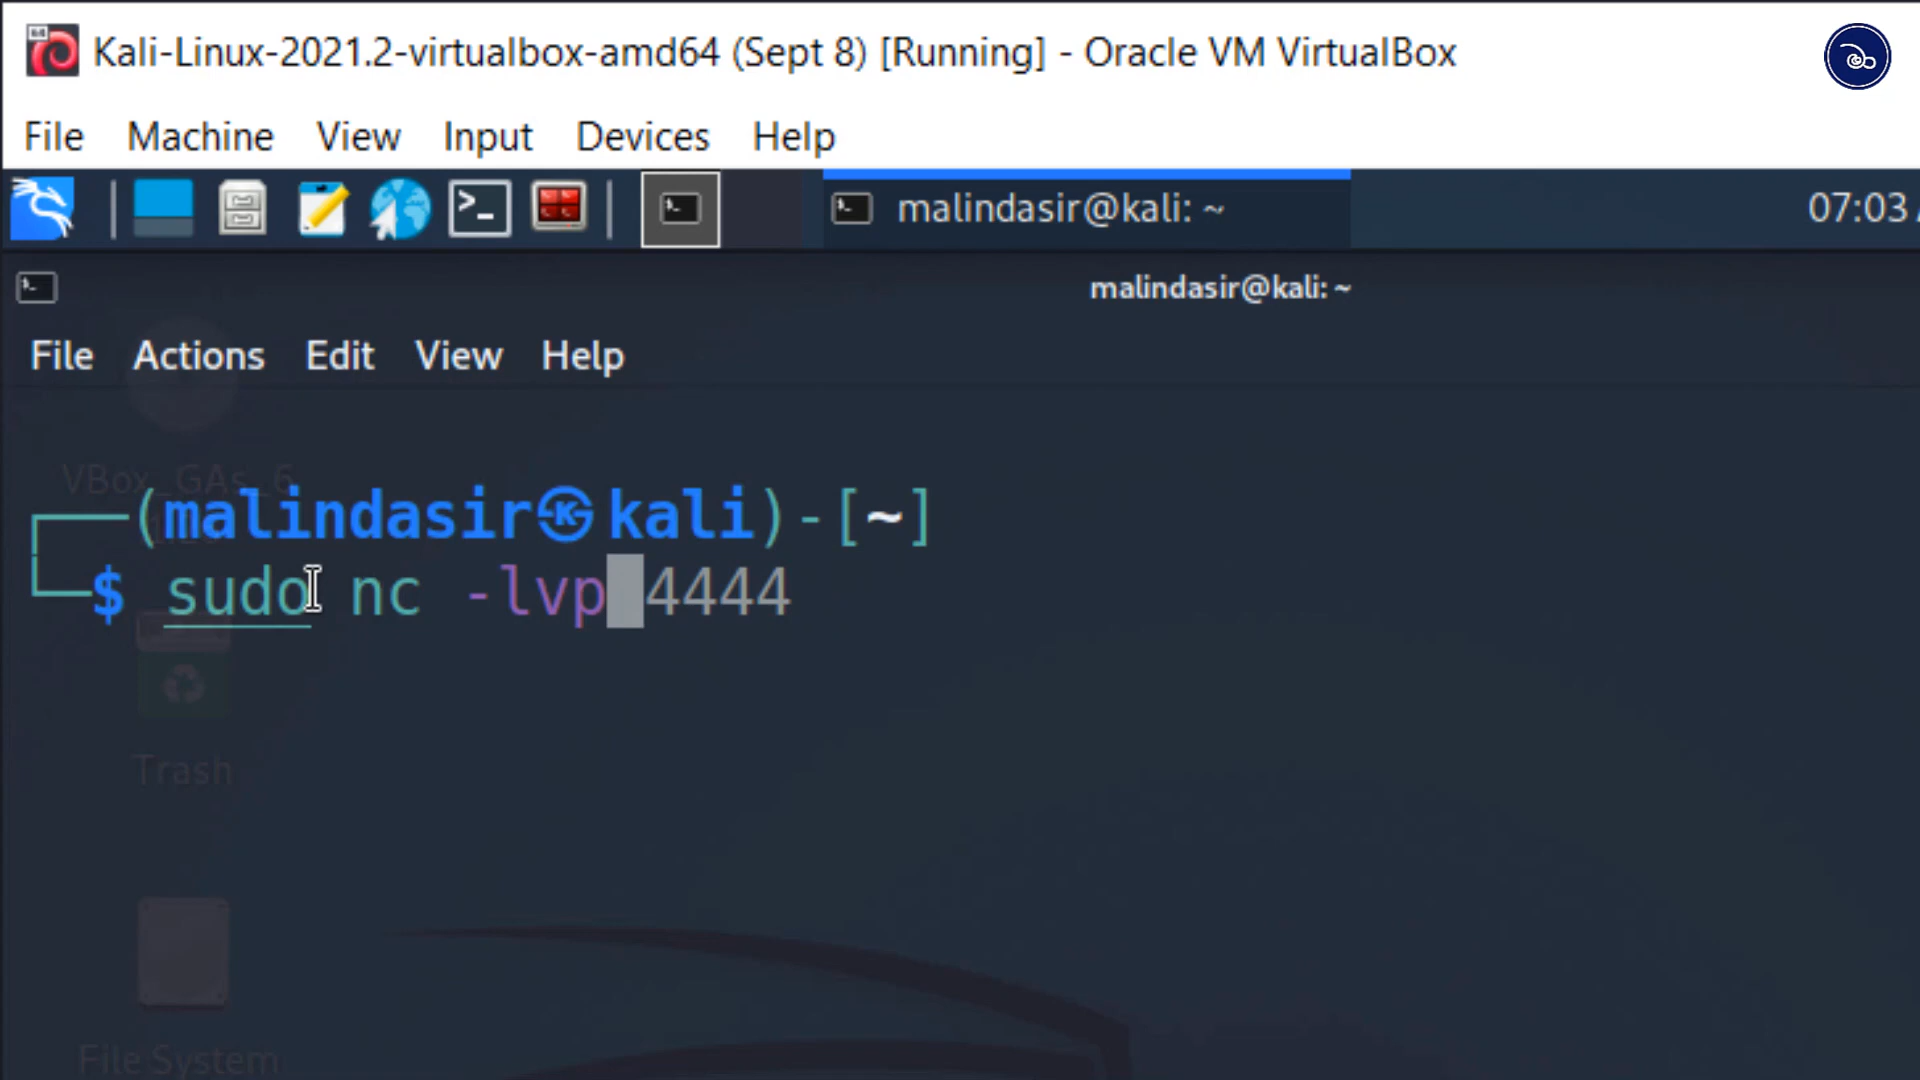 Kali-Linux-2021.2-virtualbox-amd64 (Sept 8) [Running] - Oracle VM VirtualBox
File Machine View Input Devices Help
malindasir@kali: ~
07:03
malindasir@kali: ~
File Actions Edit View Help
VBox_GAs_6
(malindasir㉿kali)-[~]
$ sudo nc -lvp 4444
Trash
File System